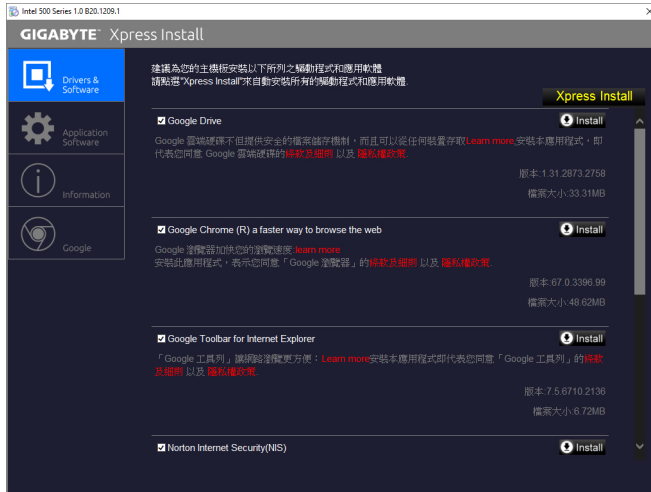 Intel 500 Series 1.0 B20.1209.1
GIGABYTE™ Xpress Install
Drivers &
Software
Application
Software
Information
Google
建議為您的主機板安裝以下所列之驅動程式和應用軟體
請點選"Xpress Install"來自動安裝所有的驅動程式和應用軟體.
Xpress Install
Google Drive
Install
Google 雲端硬碟不但提供安全的檔案儲存機制，而且可以從任何裝置存取Learn more.安裝本應用程式，即
代表您同意 Google 雲端硬碟的條款及細則 以及 隱私權政策.
版本:1.31.2873.2758
檔案大小:33.31MB
Google Chrome (R) a faster way to browse the web
Install
Google 瀏覽器加快您的瀏覽速度.learn more
安裝此應用程式，表示您同意「Google 瀏覽器」的條款及細則 以及 隱私權政策.
版本:67.0.3396.99
檔案大小:48.62MB
Google Toolbar for Internet Explorer
Install
「Google 工具列」讓網路瀏覽更方便：Learn more安裝本應用程式即代表您同意「Google 工具列」的條款
及細則 以及 隱私權政策.
版本:7.5.6710.2136
檔案大小:6.72MB
Norton Internet Security(NIS)
Install